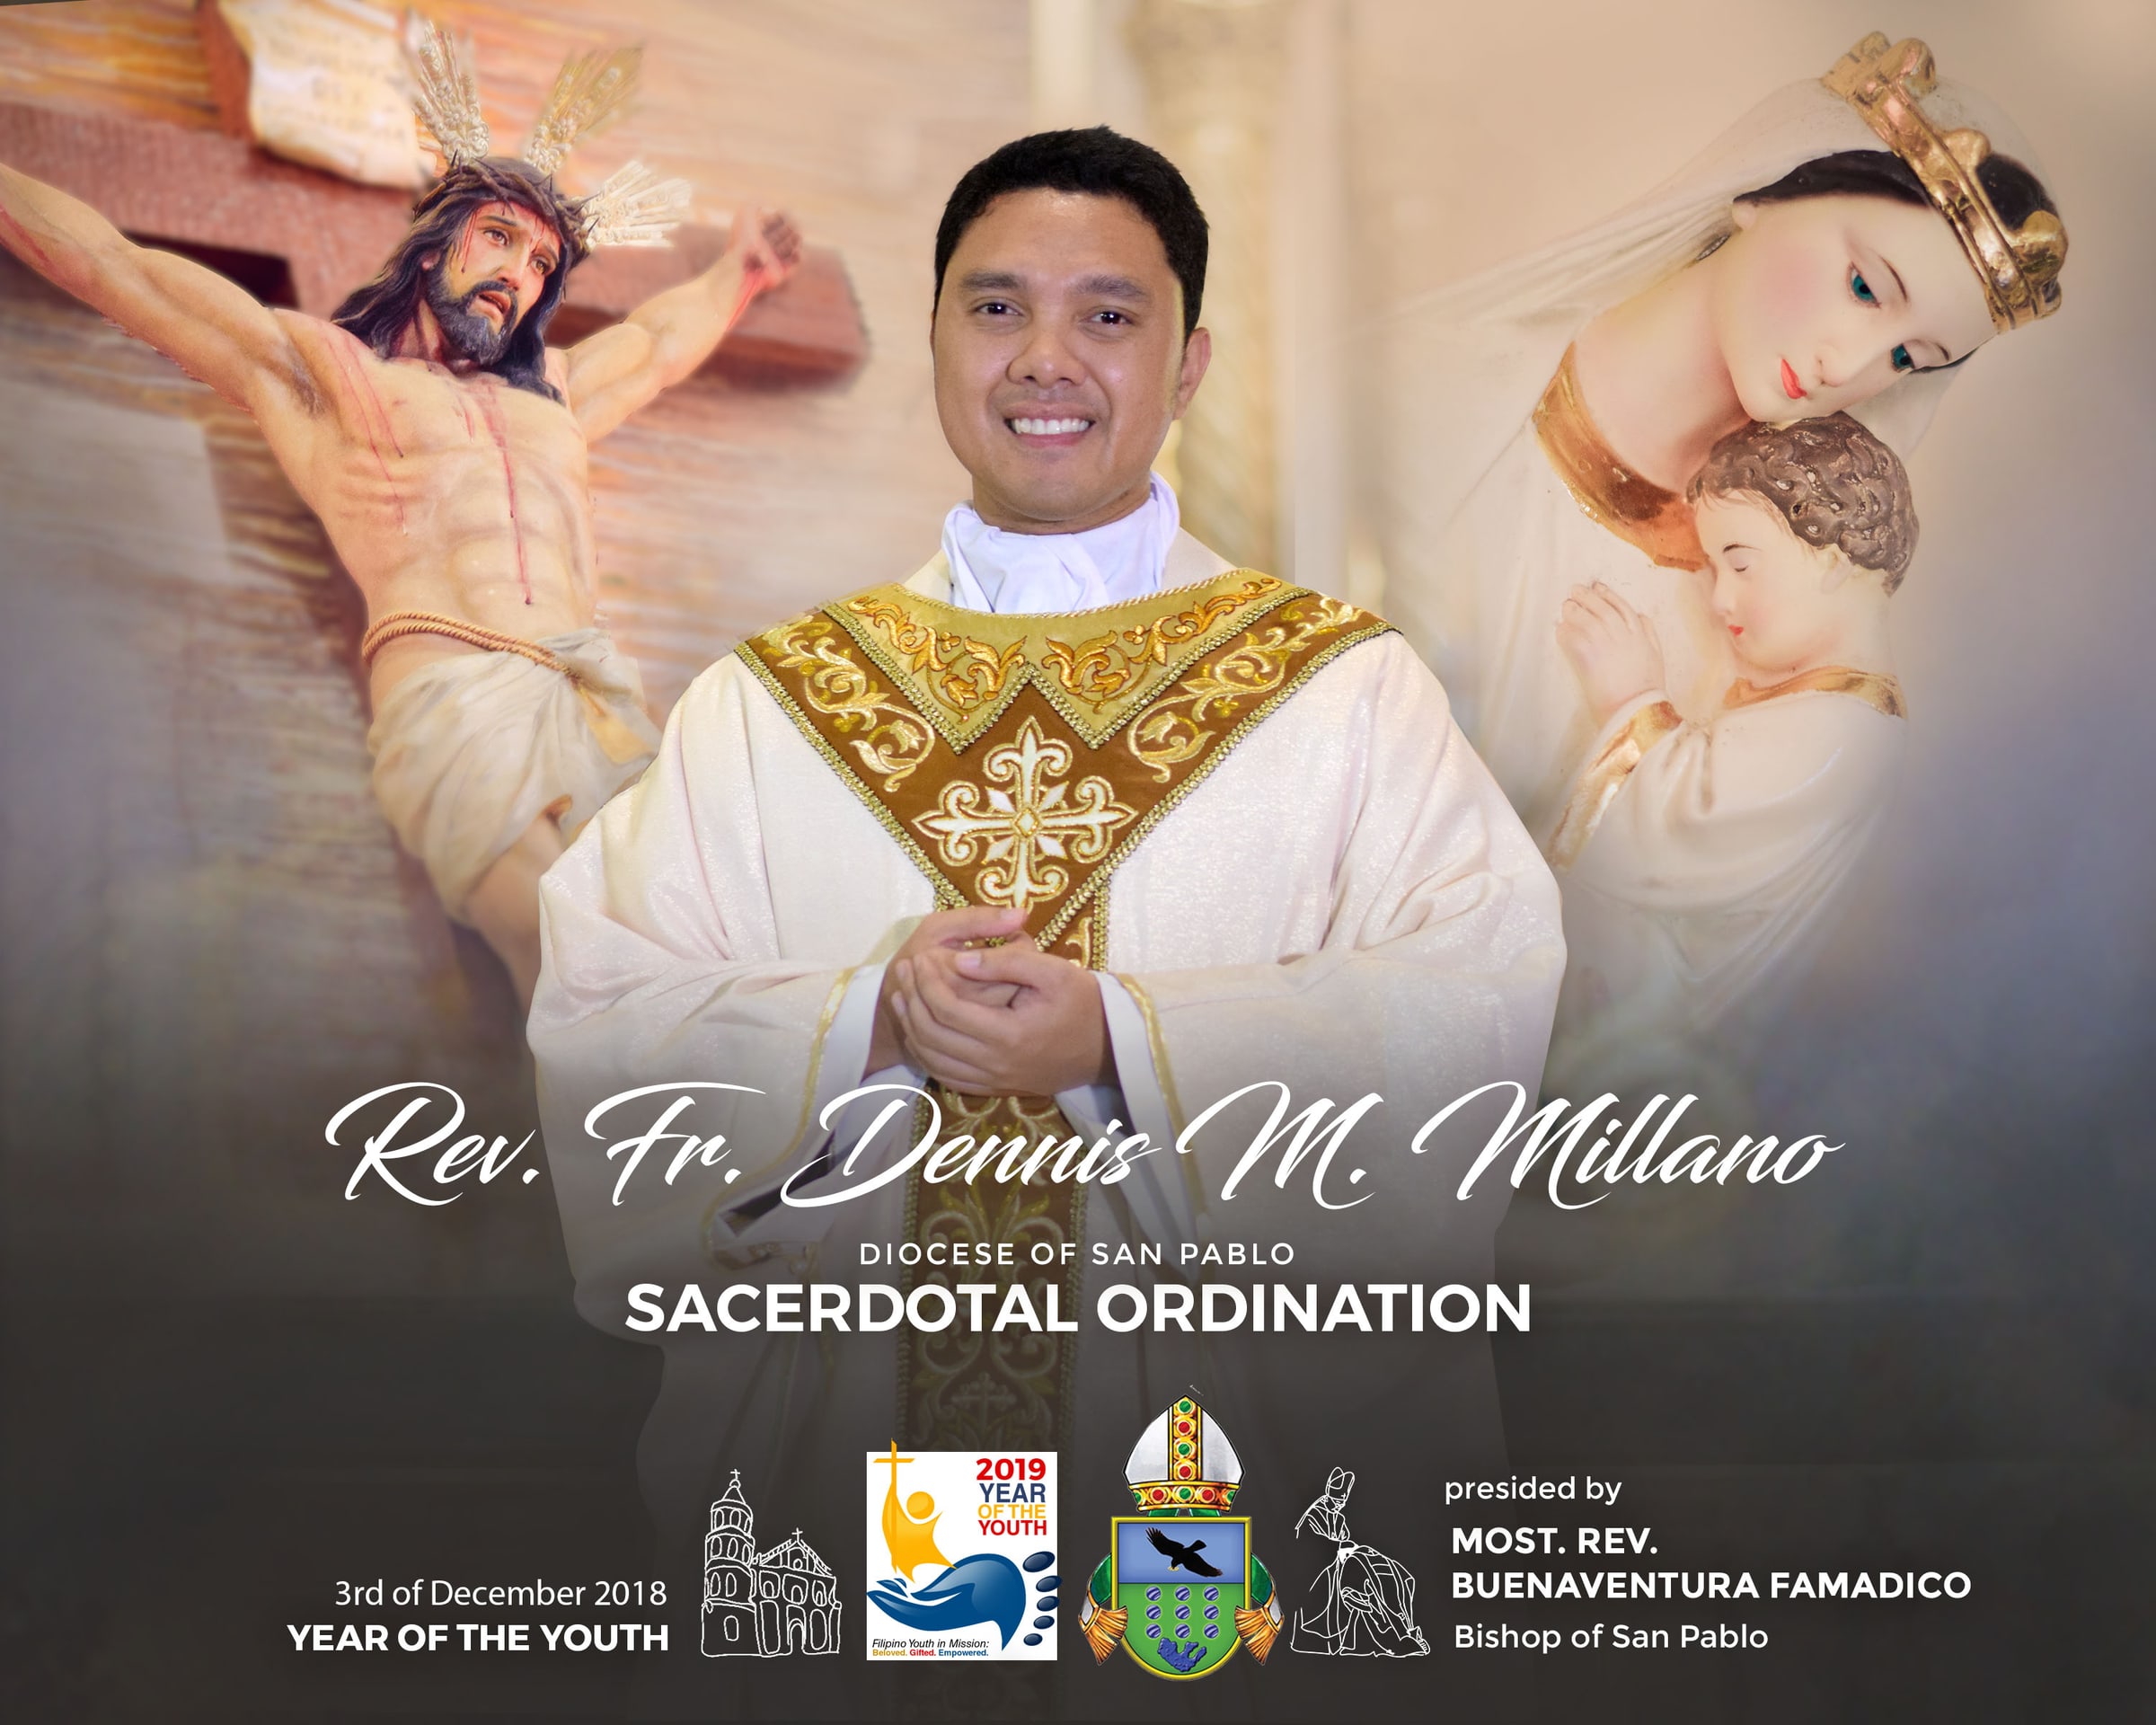 Rev. Fr. Dennis M. Millano
DIOCESE OF SAN PABLO
SACERDOTAL ORDINATION
3rd of December 2018
YEAR OF THE YOUTH
2019
YEAR
OF THE
YOUTH
Filipino Youth in Mission:
Beloved. Gifted. Empowered.
presided by
MOST. REV.
BUENAVENTURA FAMADICO
Bishop of San Pablo